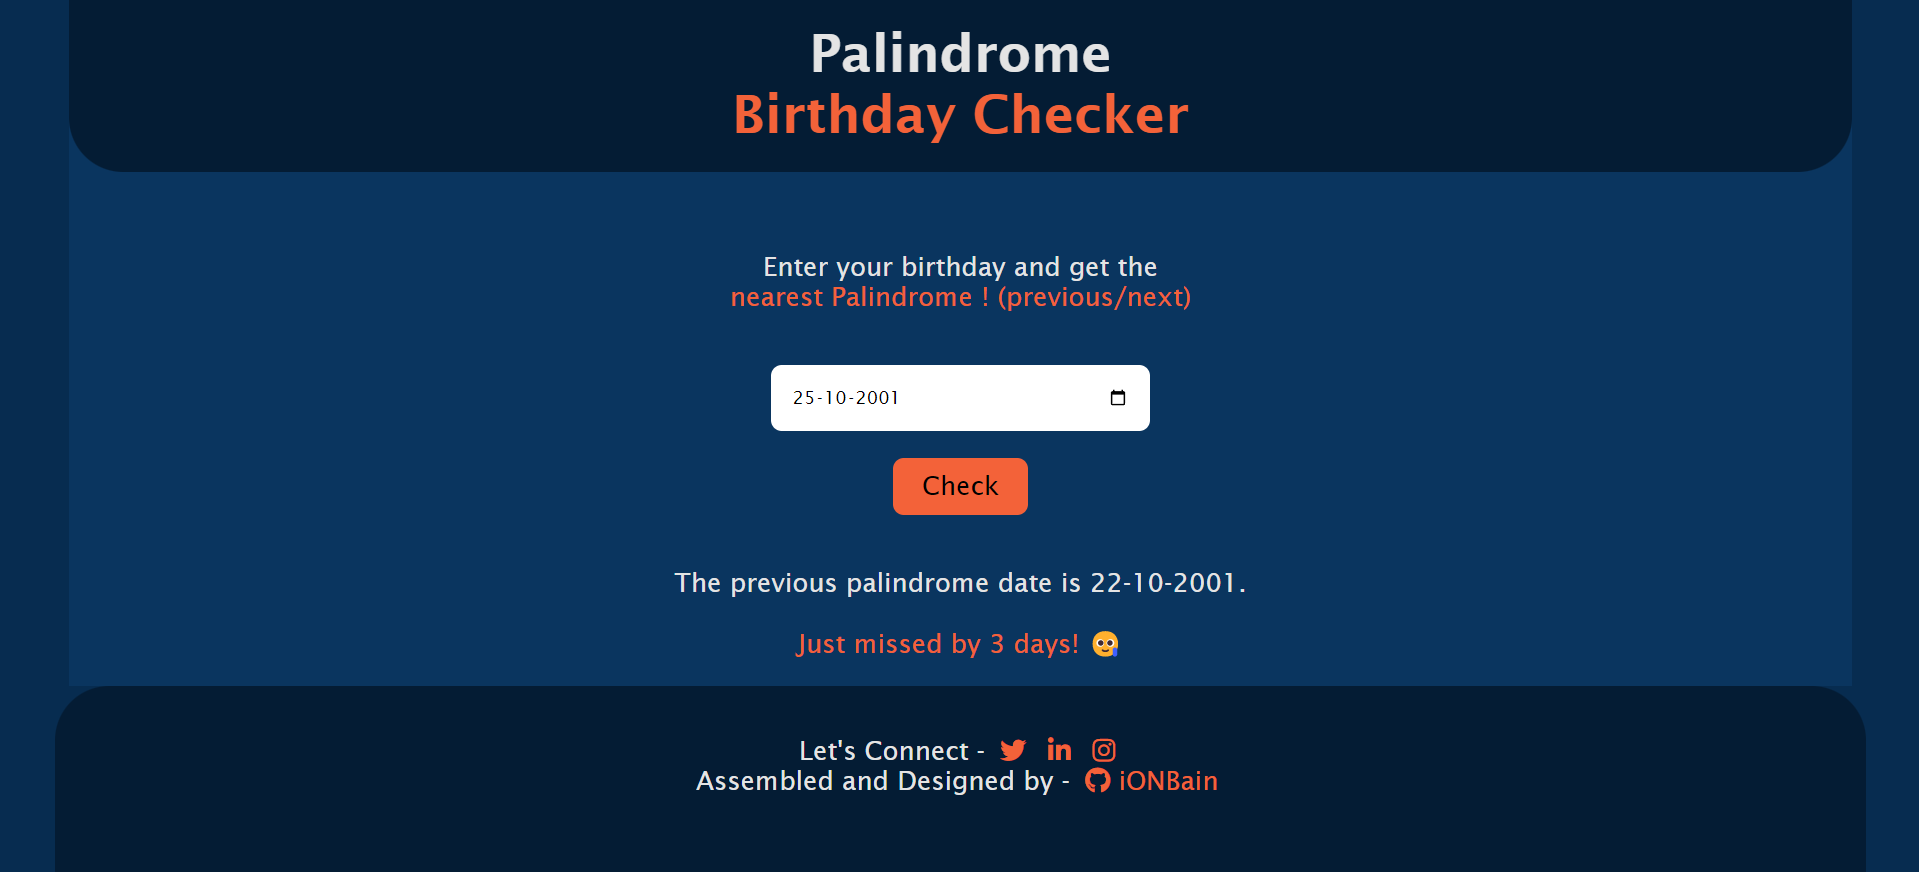 Palindrome
Birthday Checker
Enter your birthday and get the
nearest Palindrome ! (previous/next)
25-10-2001
Check
The previous palindrome date is 22-10-2001.
Just missed by 3 days! 🥲
Let's Connect -
Assembled and Designed by - iONBain